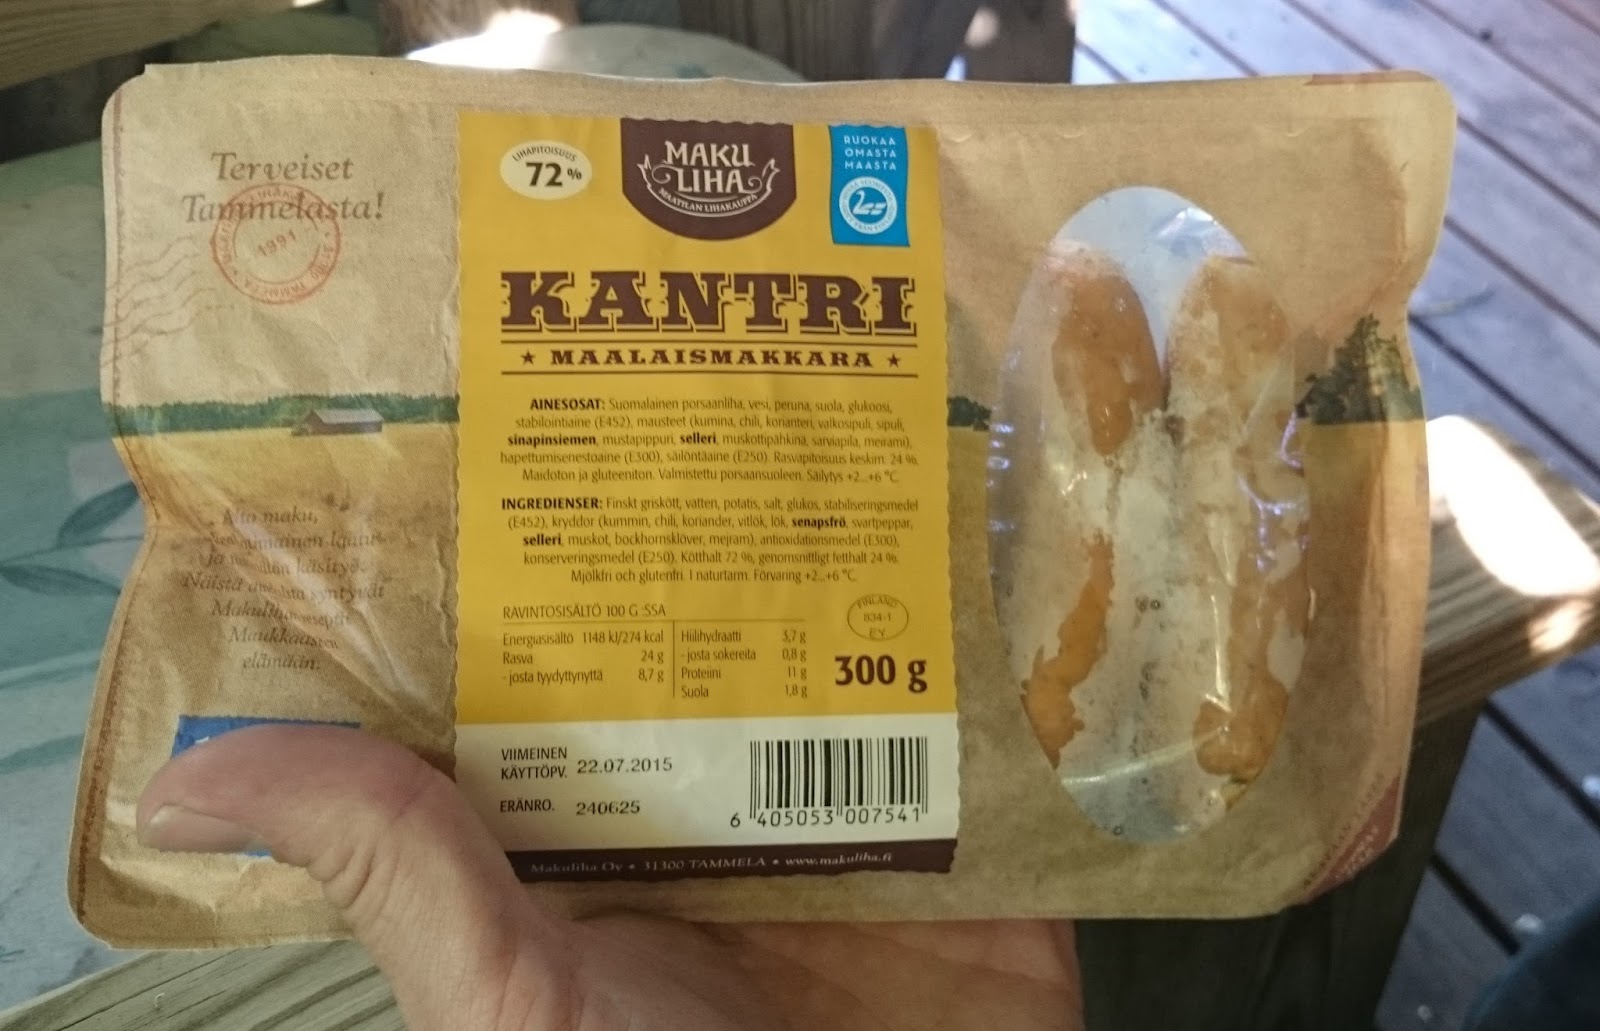 Terveiset
Tammelasta!
1991
maku,
käsityö.
Näistä syntyvät
Maukkaasen
elämään.
LIHAPITOISUUS
72%
MAKU
LIHA
MAATILAN LIHAKAUPPA
RUOKAA
OMASTA
MAASTA
KANTRI
★ MAALAISMAKKARA ★
AINESOSAT: Suomalainen porsaanliha, vesi, peruna, suola, glukoosi,
stabilointiaine (E452), mausteet (kumina, chili, korianteri, valkosipuli, sipuli,
sinapinsiemen, mustapippuri, selleri, muskottipähkinä, sarviapila, meirami),
hapettumisenestoaine (E300), säilöntäaine (E250). Rasvapitoisuus keskim. 24 %.
Maidoton ja gluteeniton. Valmistettu porsaansuoleen. Säilytys +2...+6 °C
INGREDIENSER: Finskt griskött, vatten, potatis, salt, glukos, stabiliseringsmedel
(E452), kryddor (kummin, chili, koriander, vitlök, lök, senapsfrö, svartpeppar,
selleri, muskot, bockhornsklöver, mejram), antioxidationsmedel (E300),
konserveringsmedel (E250). Kötthalt 72 %, genomsnittligt fetthalt 24 %.
Mjölkfri och glutenfri. I naturtarm. Förvaring +2...+6 °C
RAVINTOSISÄLTÖ 100 G :SSA
Energiasisältö 1148 kJ/274 kcal
Rasva 24 g
- josta tyydyttynyttä 8,7 g
Hiilihydraatti 3,7 g
- josta sokereita 0,8 g
Proteiini 11 g
Suola 1,8 g
FINLAND
834-1
EY
300 g
VIIMEINEN
KÄYTTÖPV. 22.07.2015
ERÄNRO. 240625
6 405053 007541
Makuliha Oy • 31300 TAMMELA • www.makuliha.fi